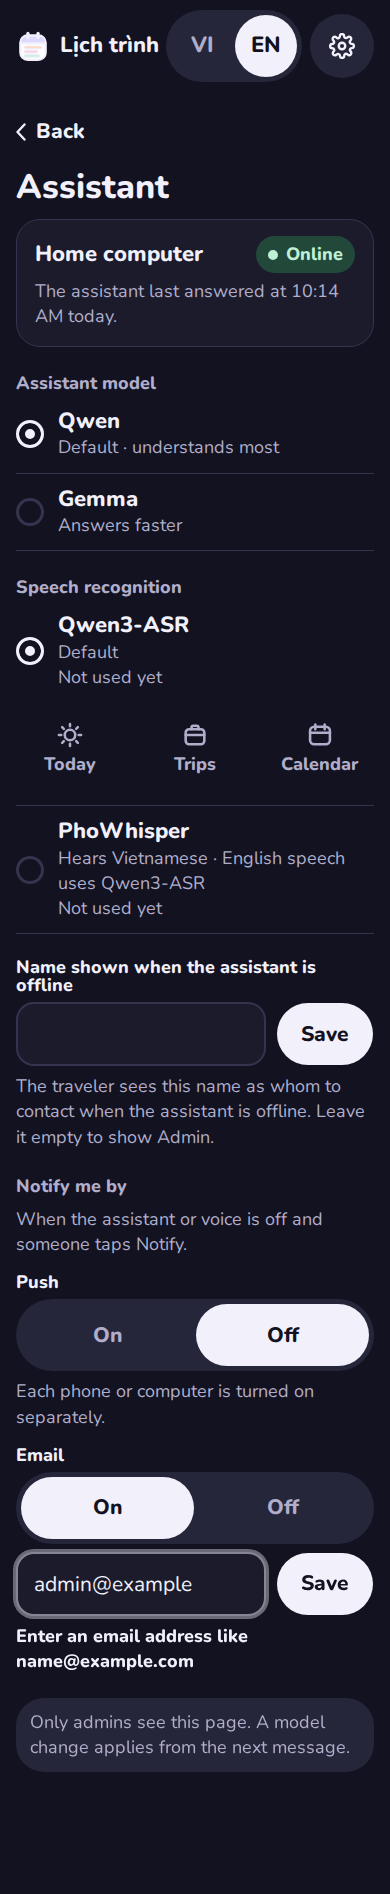 Lịch trình
VI
EN
Back
Assistant
Home computer
Online
The assistant last answered at 10:14
AM today.
Assistant model
Qwen
Default · understands most
Gemma
Answers faster
Speech recognition
Qwen3-ASR
Default
Not used yet
Today
Trips
Calendar
PhoWhisper
Hears Vietnamese · English speech
uses Qwen3-ASR
Not used yet
Name shown when the assistant is
offline
Save
The traveler sees this name as whom to
contact when the assistant is offline. Leave
it empty to show Admin.
Notify me by
When the assistant or voice is off and
someone taps Notify.
Push
On
Off
Each phone or computer is turned on
separately.
Email
On
Off
admin@example
Save
Enter an email address like
name@example.com
Only admins see this page. A model
change applies from the next message.